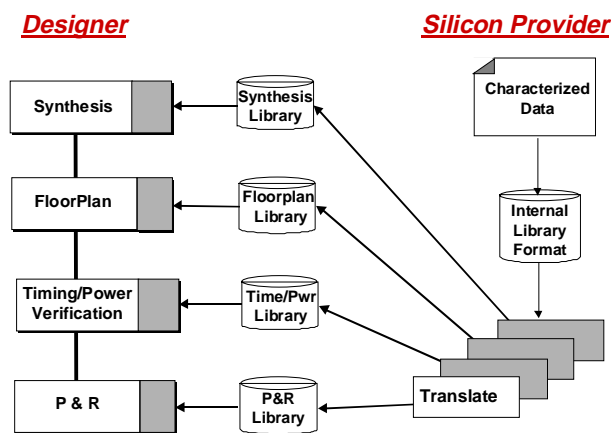 Designer
Silicon Provider
Synthesis
Synthesis
Library
Characterized
Data
FloorPlan
Floorplan
Library
Internal
Library
Format
Timing/Power
Verification
Time/Pwr
Library
P & R
P&R
Library
Translate